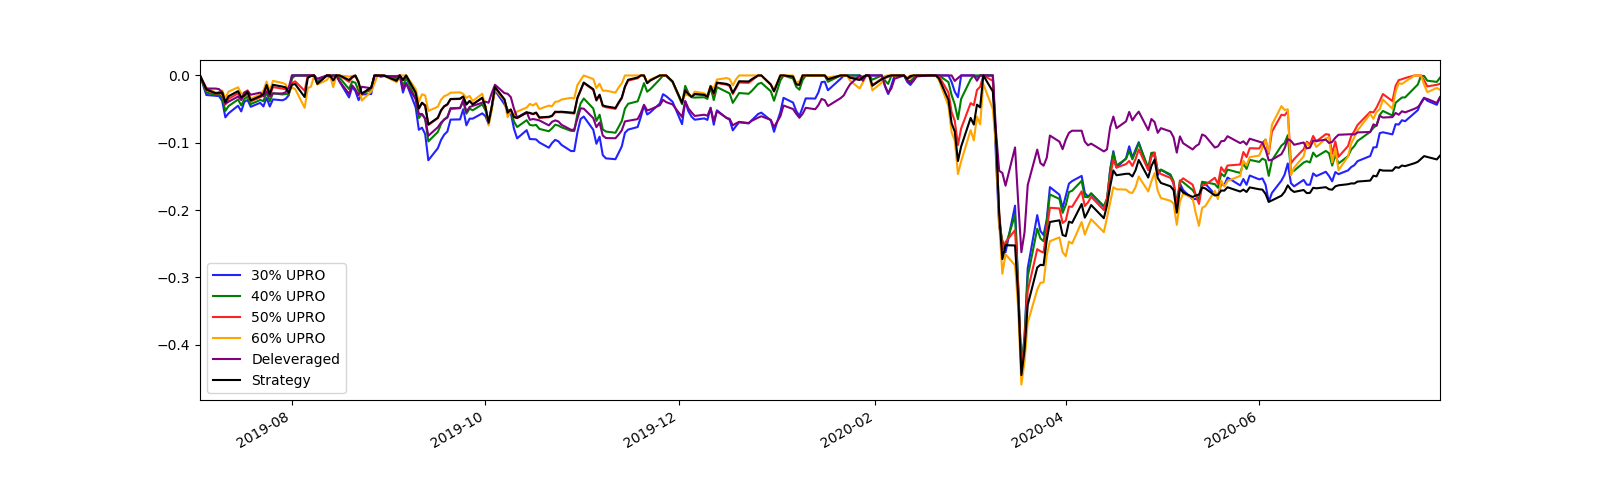 0.0
−0.1
−0.2
−0.3
−0.4
30% UPRO
40% UPRO
50% UPRO
60% UPRO
Deleveraged
Strategy
2019-08
2019-10
2019-12
2020-02
2020-04
2020-06